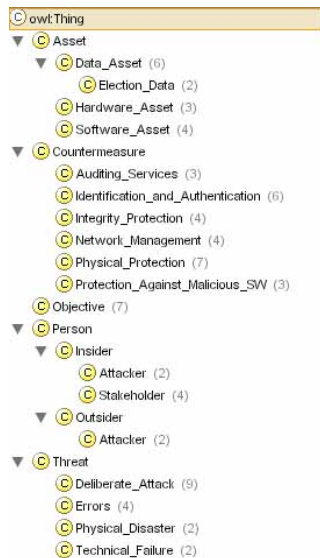 C owl:Thing
C Asset
C Data_Asset (6)
C Election_Data (2)
C Hardware_Asset (3)
C Software_Asset (4)
C Countermeasure
C Auditing_Services (3)
C Identification_and_Authentication (6)
C Integrity_Protection (4)
C Network_Management (4)
C Physical_Protection (7)
C Protection_Against_Malicious_SW (3)
C Objective (7)
C Person
C Insider
C Attacker (2)
C Stakeholder (4)
C Outsider
C Attacker (2)
C Threat
C Deliberate_Attack (9)
C Errors (4)
C Physical_Disaster (2)
C Technical_Failure (2)